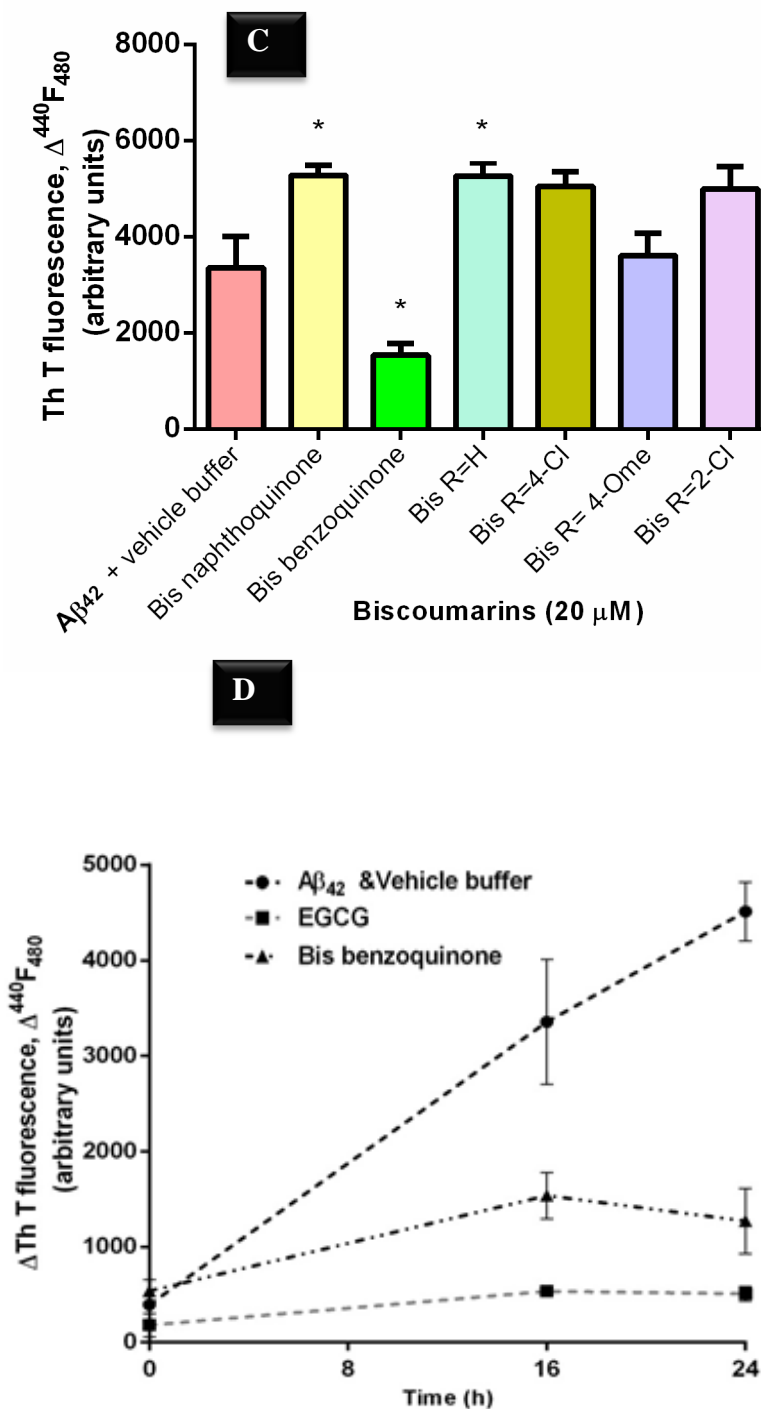 C
8000
6000
4000
2000
0
Th T fluorescence, Δ440F480
(arbitrary units)
*
*
*
Aβ42 + vehicle buffer
Bis naphthoquinone
Bis benzoquinone
Bis R=H
Bis R=4-Cl
Bis R= 4-Ome
Bis R=2-Cl
Biscoumarins (20 μM)
D
5000
4000
3000
2000
1000
0
ΔTh T fluorescence, Δ440F480
(arbitrary units)
Aβ42 &Vehicle buffer
EGCG
Bis benzoquinone
0 8 16 24
Time (h)